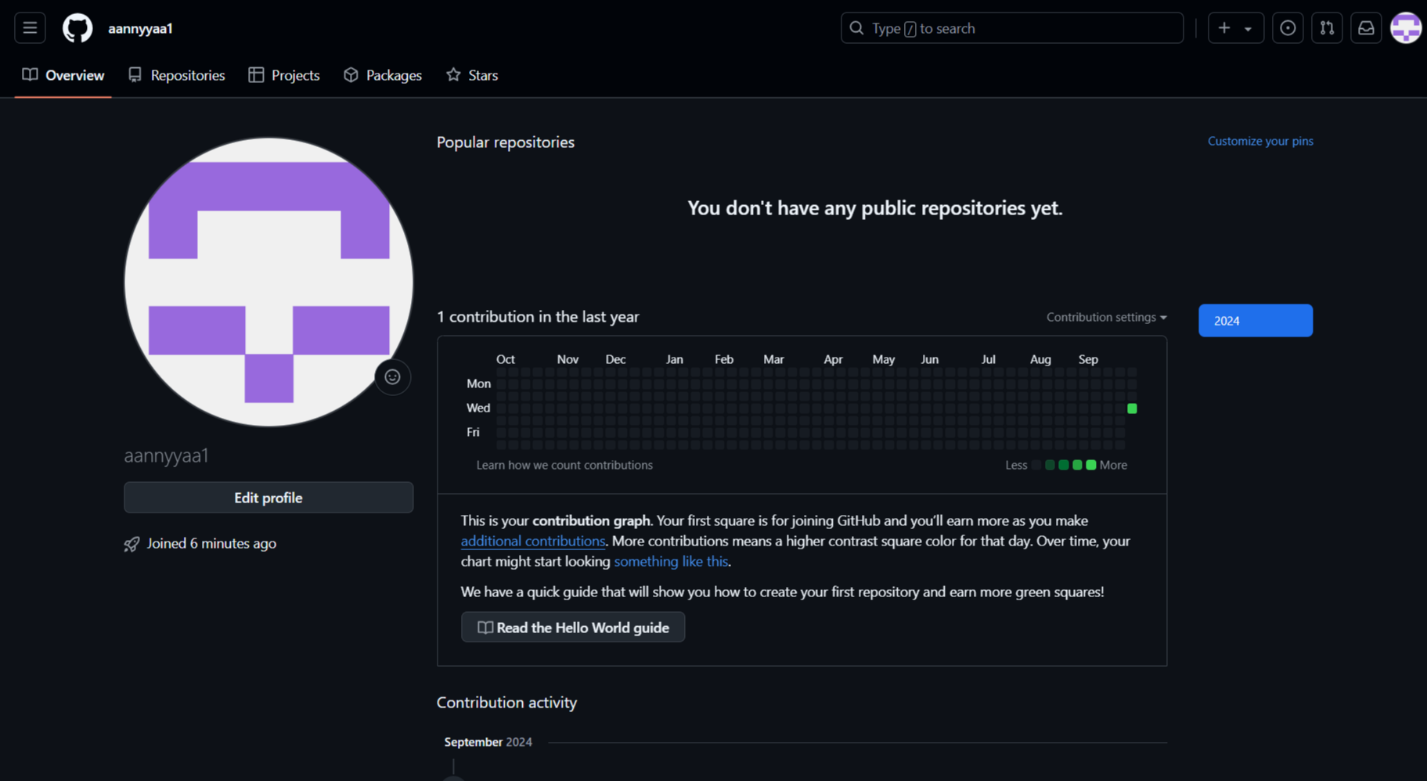 aannyyaa1
Type / to search
Overview Repositories Projects Packages Stars
Popular repositories
Customize your pins
You don't have any public repositories yet.
1 contribution in the last year
Contribution settings
2024
Oct Nov Dec Jan Feb Mar Apr May Jun Jul Aug Sep
Mon
Wed
Fri
Learn how we count contributions
Less More
This is your contribution graph. Your first square is for joining GitHub and you'll earn more as you make
additional contributions. More contributions means a higher contrast square color for that day. Over time, your
chart might start looking something like this.
We have a quick guide that will show you how to create your first repository and earn more green squares!
Read the Hello World guide
aannyyaa1
Edit profile
Joined 6 minutes ago
Contribution activity
September 2024